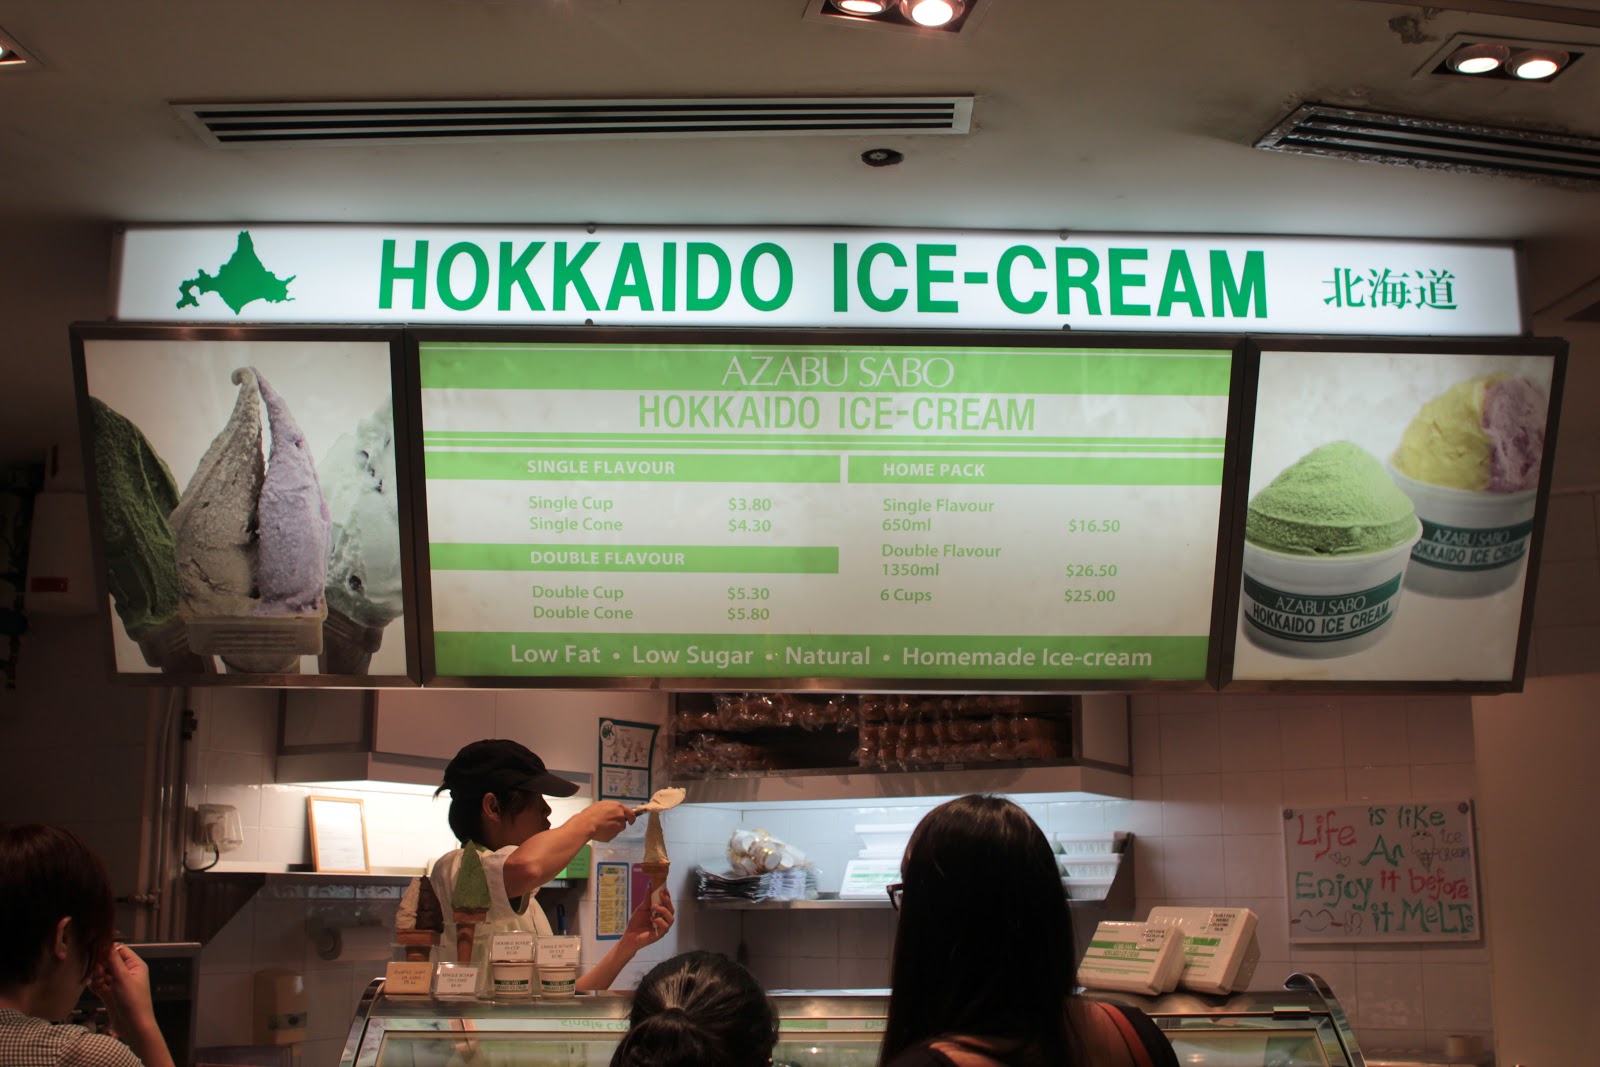 HOKKAIDO ICE-CREAM 北海道
AZABU SABO
HOKKAIDO ICE-CREAM
SINGLE FLAVOUR
Single Cup $3.80
Single Cone $4.30
DOUBLE FLAVOUR
Double Cup $5.30
Double Cone $5.80
HOME PACK
Single Flavour
650ml $16.50
Double Flavour
1350ml $26.50
6 Cups $25.00
Low Fat • Low Sugar • Natural • Homemade Ice-cream
AZABU SABO
HOKKAIDO ICE CREAM
AZABU SABO
HOKKAIDO ICE CREAM
Life is like
An ice cream
Enjoy it before
it MeLTs